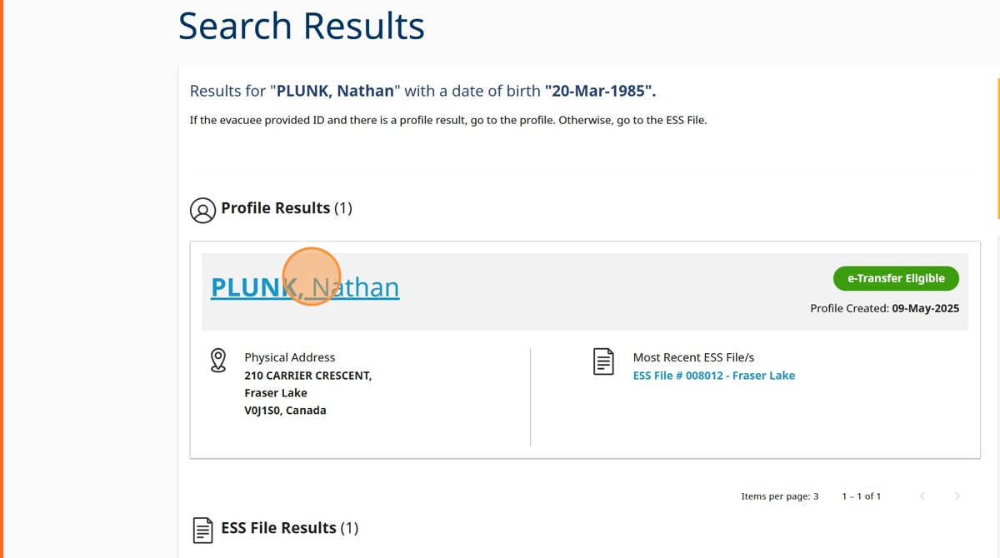 Search Results
Results for "PLUNK, Nathan" with a date of birth "20-Mar-1985".
If the evacuee provided ID and there is a profile result, go to the profile. Otherwise, go to the ESS File.
Profile Results (1)
PLUNK, Nathan
e-Transfer Eligible
Profile Created: 09-May-2025
Physical Address
210 CARRIER CRESCENT,
Fraser Lake
V0J1S0, Canada
Most Recent ESS File/s
ESS File # 008012 - Fraser Lake
Items per page: 3 1 – 1 of 1
ESS File Results (1)